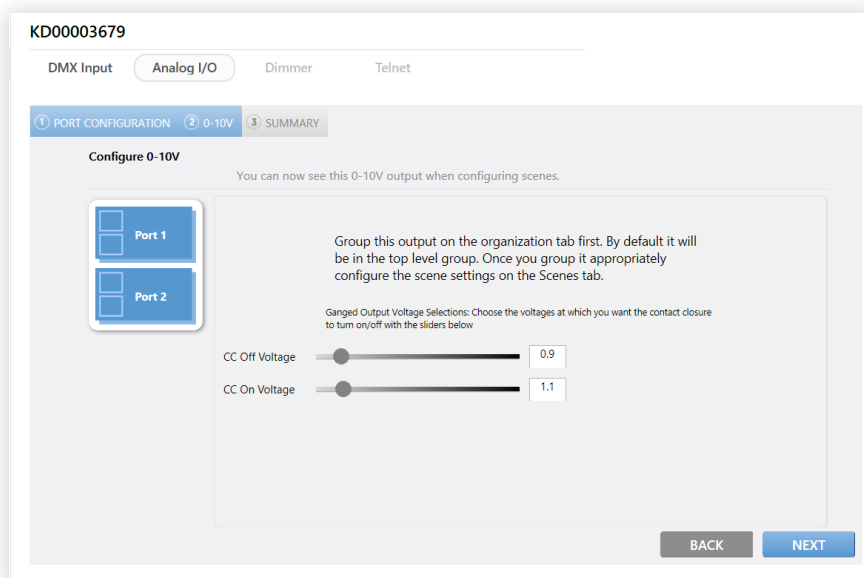 KD00003679
DMX Input Analog I/O Dimmer Telnet
1 PORT CONFIGURATION 2 0-10V 3 SUMMARY
Configure 0-10V
You can now see this 0-10V output when configuring scenes.
Port 1
Port 2
Group this output on the organization tab first. By default it will
be in the top level group. Once you group it appropriately
configure the scene settings on the Scenes tab.
Ganged Output Voltage Selections: Choose the voltages at which you want the contact closure
to turn on/off with the sliders below
CC Off Voltage 0.9
CC On Voltage 1.1
BACK NEXT